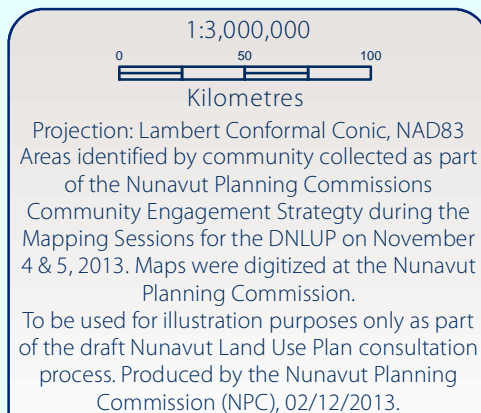 1:3,000,000
0 50 100
Kilometres
Projection: Lambert Conformal Conic, NAD83
Areas identified by community collected as part
of the Nunavut Planning Commissions
Community Engagement Strategty during the
Mapping Sessions for the DNLUP on November
4 & 5, 2013. Maps were digitized at the Nunavut
Planning Commission.
To be used for illustration purposes only as part
of the draft Nunavut Land Use Plan consultation
process. Produced by the Nunavut Planning
Commission (NPC), 02/12/2013.